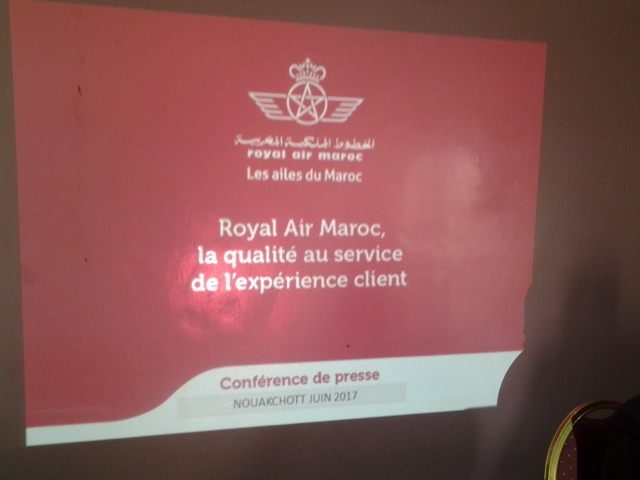 الخطوط الملكية المغربية
royal air maroc
Les ailes du Maroc
Royal Air Maroc,
la qualité au service
de l'expérience client
Conférence de presse
NOUAKCHOTT JUIN 2017